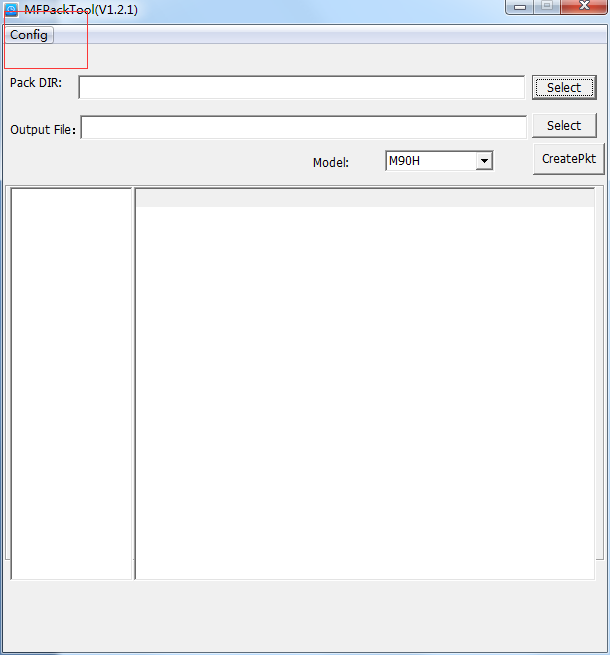 MFPackTool(V1.2.1)
Config
Pack DIR:
Select
Output File:
Select
Model:
M90H
CreatePkt